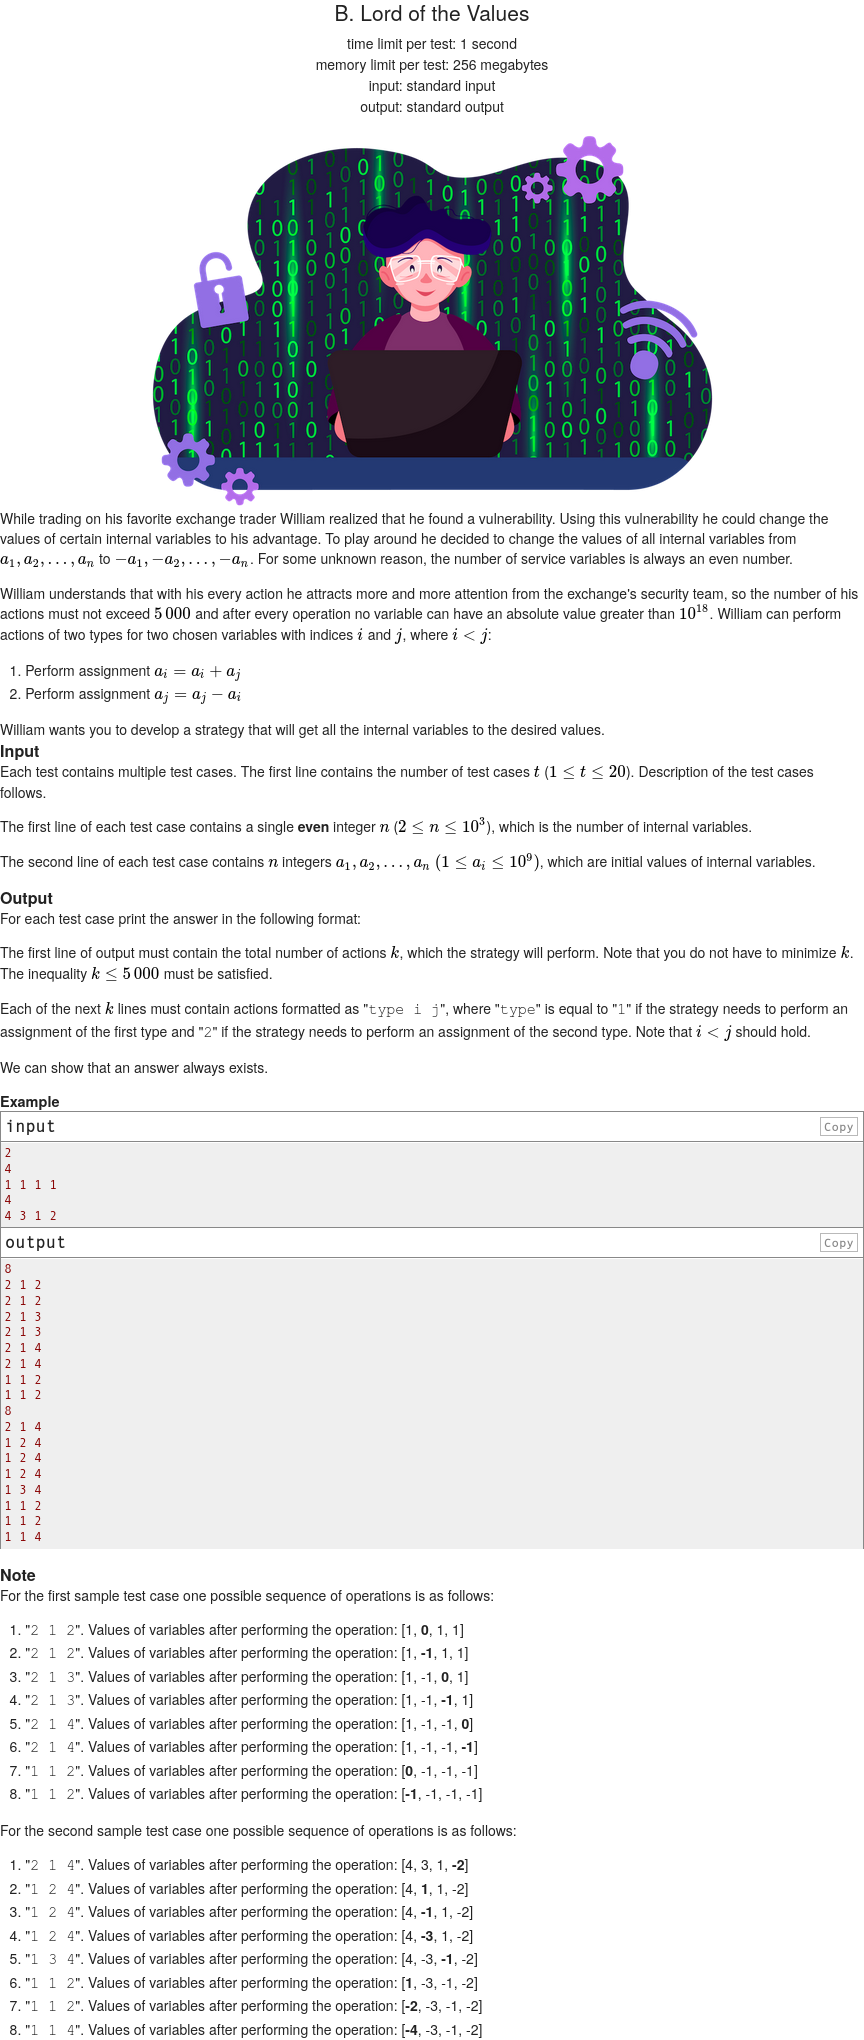 B. Lord of the Values
time limit per test: 1 second
memory limit per test: 256 megabytes
input: standard input
output: standard output
While trading on his favorite exchange trader William realized that he found a vulnerability. Using this vulnerability he could change the
values of certain internal variables to his advantage. To play around he decided to change the values of all internal variables from
a₁, a₂, . . . , aₙ to −a₁, −a₂, . . . , −aₙ. For some unknown reason, the number of service variables is always an even number.
William understands that with his every action he attracts more and more attention from the exchange's security team, so the number of his
actions must not exceed 5 000 and after every operation no variable can have an absolute value greater than 10¹⁸. William can perform
actions of two types for two chosen variables with indices i and j, where i < j:
1. Perform assignment aᵢ = aᵢ + aⱼ
2. Perform assignment aⱼ = aⱼ − aᵢ
William wants you to develop a strategy that will get all the internal variables to the desired values.
Input
Each test contains multiple test cases. The first line contains the number of test cases t (1 ≤ t ≤ 20). Description of the test cases
follows.
The first line of each test case contains a single even integer n (2 ≤ n ≤ 10³), which is the number of internal variables.
The second line of each test case contains n integers a₁, a₂, . . . , aₙ (1 ≤ aᵢ ≤ 10⁹), which are initial values of internal variables.
Output
For each test case print the answer in the following format:
The first line of output must contain the total number of actions k, which the strategy will perform. Note that you do not have to minimize k.
The inequality k ≤ 5 000 must be satisfied.
Each of the next k lines must contain actions formatted as "type i j", where "type" is equal to "1" if the strategy needs to perform an
assignment of the first type and "2" if the strategy needs to perform an assignment of the second type. Note that i < j should hold.
We can show that an answer always exists.
Example
input
Copy
2
4
1 1 1 1
4
4 3 1 2
output
Copy
8
2 1 2
2 1 2
2 1 3
2 1 3
2 1 4
2 1 4
1 1 2
1 1 2
8
2 1 4
1 2 4
1 2 4
1 2 4
1 3 4
1 1 2
1 1 2
1 1 4
Note
For the first sample test case one possible sequence of operations is as follows:
1. "2 1 2". Values of variables after performing the operation: [1, 0, 1, 1]
2. "2 1 2". Values of variables after performing the operation: [1, -1, 1, 1]
3. "2 1 3". Values of variables after performing the operation: [1, -1, 0, 1]
4. "2 1 3". Values of variables after performing the operation: [1, -1, -1, 1]
5. "2 1 4". Values of variables after performing the operation: [1, -1, -1, 0]
6. "2 1 4". Values of variables after performing the operation: [1, -1, -1, -1]
7. "1 1 2". Values of variables after performing the operation: [0, -1, -1, -1]
8. "1 1 2". Values of variables after performing the operation: [-1, -1, -1, -1]
For the second sample test case one possible sequence of operations is as follows:
1. "2 1 4". Values of variables after performing the operation: [4, 3, 1, -2]
2. "1 2 4". Values of variables after performing the operation: [4, 1, 1, -2]
3. "1 2 4". Values of variables after performing the operation: [4, -1, 1, -2]
4. "1 2 4". Values of variables after performing the operation: [4, -3, 1, -2]
5. "1 3 4". Values of variables after performing the operation: [4, -3, -1, -2]
6. "1 1 2". Values of variables after performing the operation: [1, -3, -1, -2]
7. "1 1 2". Values of variables after performing the operation: [-2, -3, -1, -2]
8. "1 1 4". Values of variables after performing the operation: [-4, -3, -1, -2]